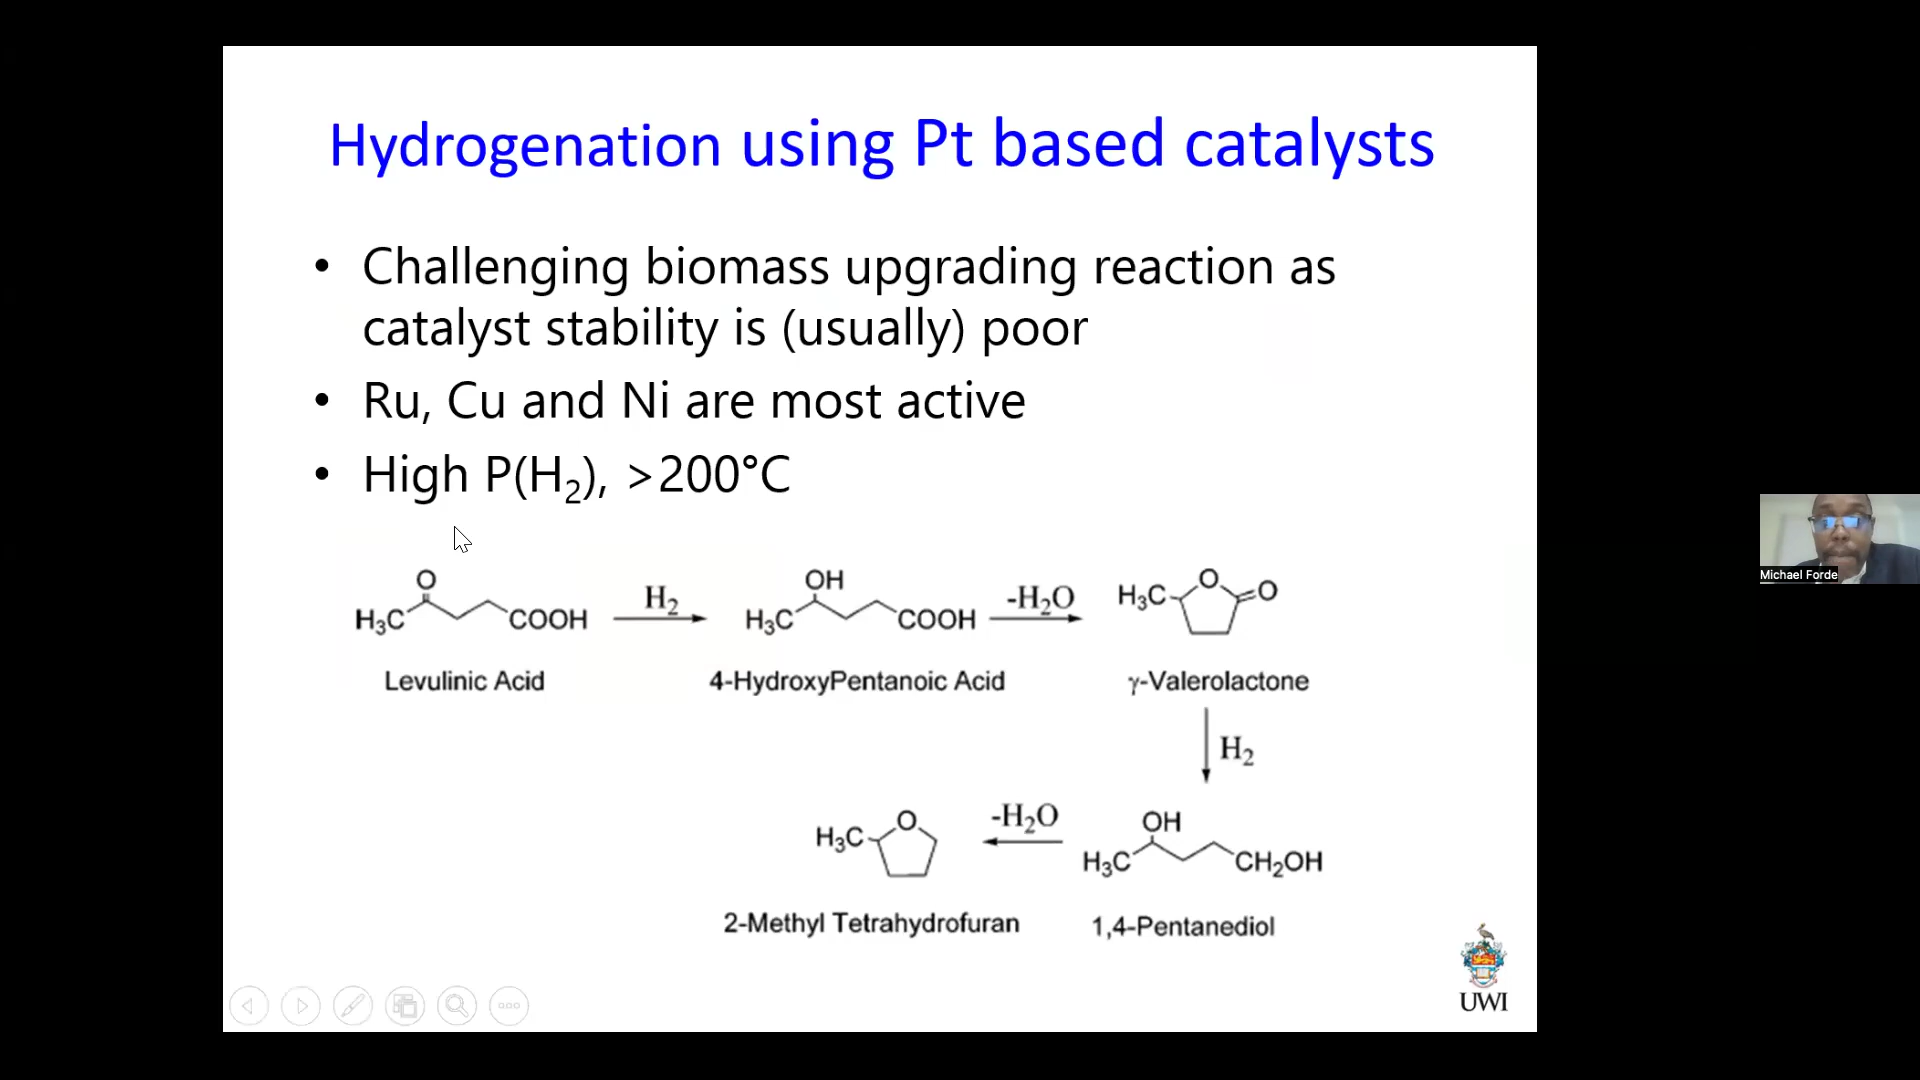 Hydrogenation using Pt based catalysts
• Challenging biomass upgrading reaction as
catalyst stability is (usually) poor
• Ru, Cu and Ni are most active
• High P(H₂), >200°C
O
H₃C
COOH
H₂
OH
H₃C
COOH
-H₂O
H₃C
O
O
Levulinic Acid
4-HydroxyPentanoic Acid
γ-Valerolactone
H₂
H₃C
O
-H₂O
OH
H₃C
CH₂OH
2-Methyl Tetrahydrofuran
1,4-Pentanediol
UWI
Michael Forde